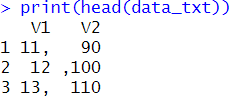 > print(head(data_txt))
   V1   V2
1 11,   90
2  12 ,100
3 13,  110